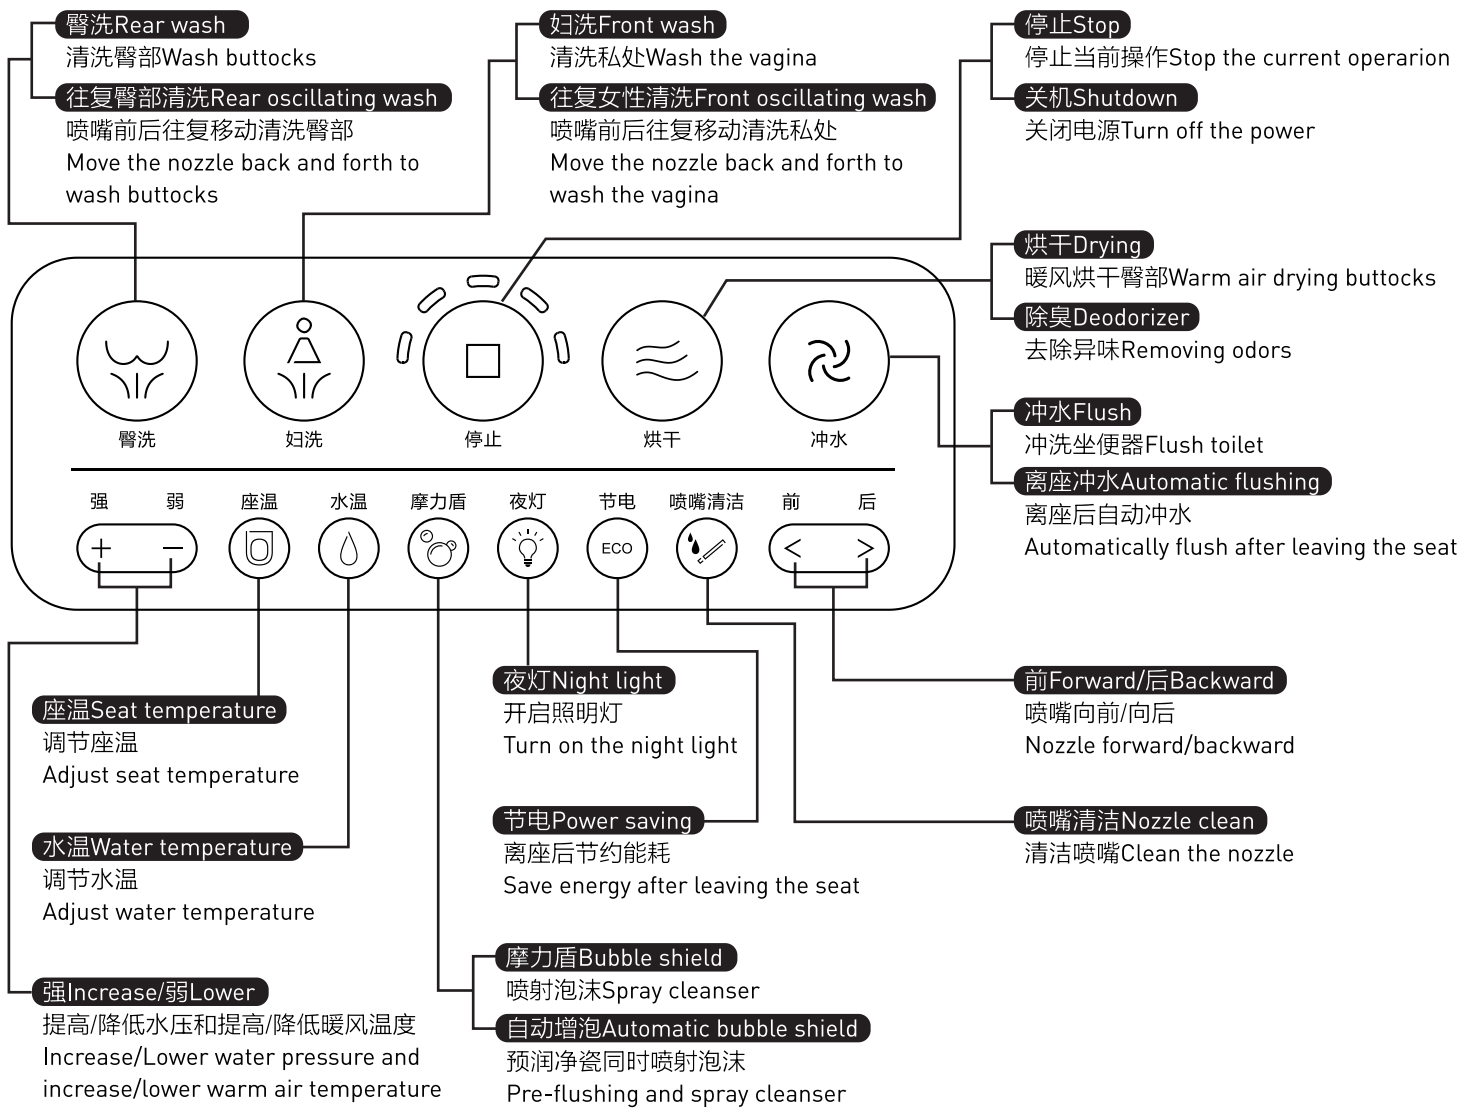 臀洗Rear wash
清洗臀部Wash buttocks
往复臀部清洗Rear oscillating wash
喷嘴前后往复移动清洗臀部
Move the nozzle back and forth to
wash buttocks
妇洗Front wash
清洗私处Wash the vagina
往复女性清洗Front oscillating wash
喷嘴前后往复移动清洗私处
Move the nozzle back and forth to
wash the vagina
停止Stop
停止当前操作Stop the current operarion
关机Shutdown
关闭电源Turn off the power
烘干Drying
暖风烘干臀部Warm air drying buttocks
除臭Deodorizer
去除异味Removing odors
冲水Flush
冲洗坐便器Flush toilet
离座冲水Automatic flushing
离座后自动冲水
Automatically flush after leaving the seat
臀洗
妇洗
停止
烘干
冲水
强
弱
座温
水温
摩力盾
夜灯
节电
喷嘴清洁
前
后
+
−
ECO
<
>
座温Seat temperature
调节座温
Adjust seat temperature
水温Water temperature
调节水温
Adjust water temperature
强Increase/弱Lower
提高/降低水压和提高/降低暖风温度
Increase/Lower water pressure and
increase/lower warm air temperature
夜灯Night light
开启照明灯
Turn on the night light
节电Power saving
离座后节约能耗
Save energy after leaving the seat
摩力盾Bubble shield
喷射泡沫Spray cleanser
自动增泡Automatic bubble shield
预润净瓷同时喷射泡沫
Pre-flushing and spray cleanser
前Forward/后Backward
喷嘴向前/向后
Nozzle forward/backward
喷嘴清洁Nozzle clean
清洁喷嘴Clean the nozzle